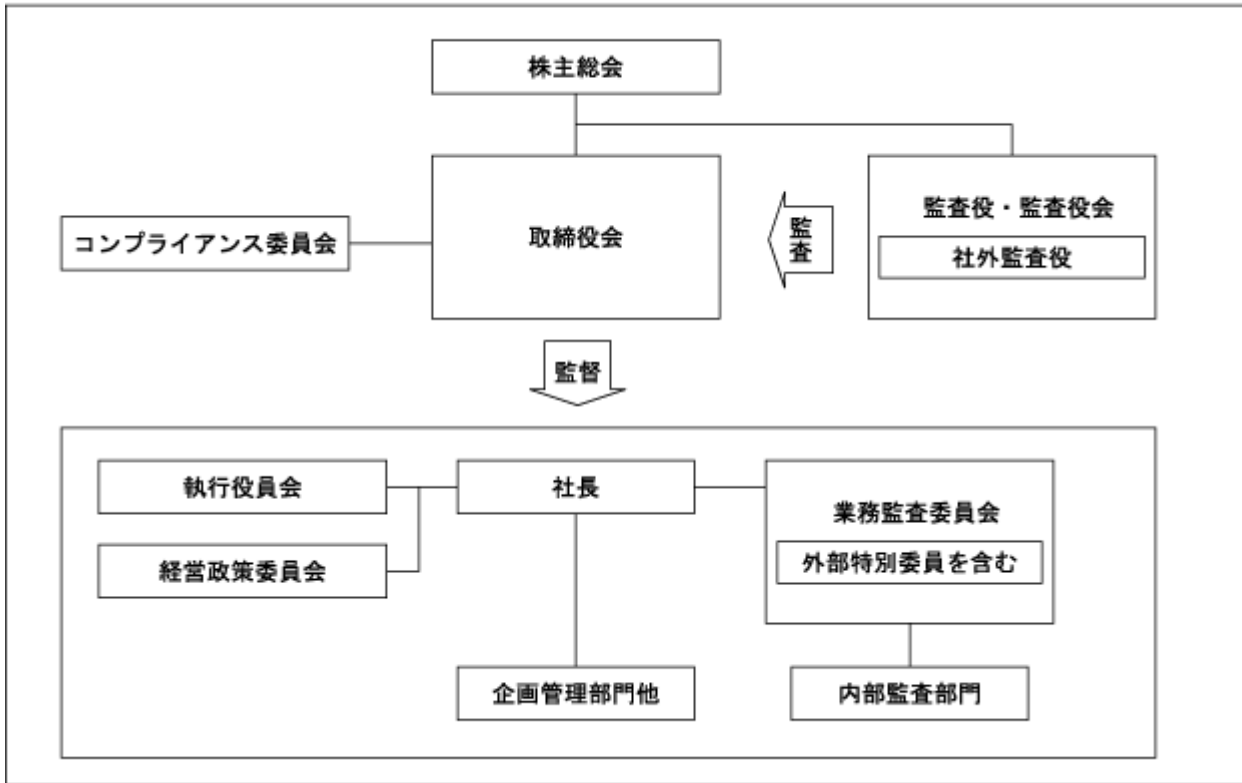 株主総会
監査役・監査役会
社外監査役
コンプライアンス委員会
取締役会
監査
監督
執行役員会
社長
業務監査委員会
外部特別委員を含む
経営政策委員会
企画管理部門他
内部監査部門